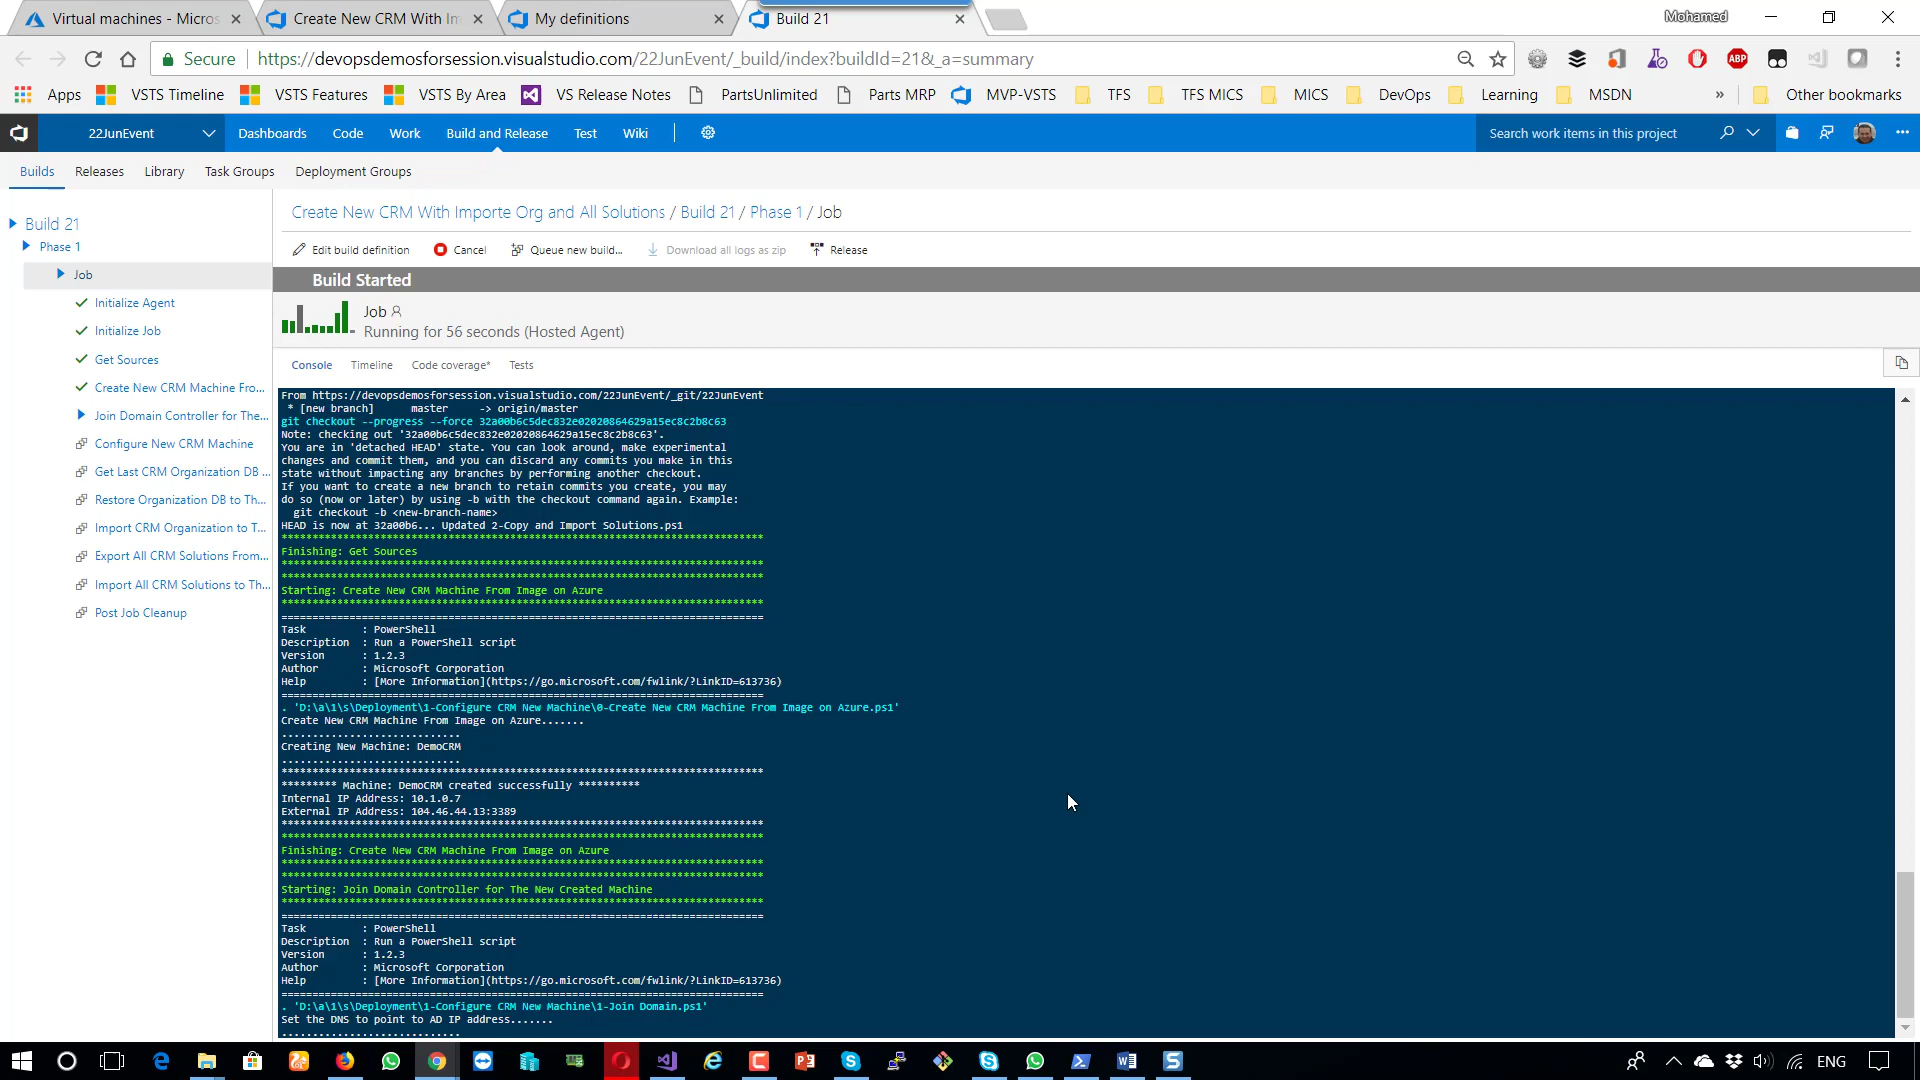 Virtual machines - Micros
Create New CRM With Im
My definitions
Build 21
Mohamed
Secure
https://devopsdemosforsession.visualstudio.com/22JunEvent/_build/index?buildId=21&_a=summary
ABP
Apps
VSTS Timeline
VSTS Features
VSTS By Area
VS Release Notes
PartsUnlimited
Parts MRP
MVP-VSTS
TFS
TFS MICS
MICS
DevOps
Learning
MSDN
»
Other bookmarks
22JunEvent
Dashboards
Code
Work
Build and Release
Test
Wiki
Search work items in this project
Builds
Releases
Library
Task Groups
Deployment Groups
Build 21
Phase 1
Job
Initialize Agent
Initialize Job
Get Sources
Create New CRM Machine Fro...
Join Domain Controller for The...
Configure New CRM Machine
Get Last CRM Organization DB ...
Restore Organization DB to Th...
Import CRM Organization to T...
Export All CRM Solutions From...
Import All CRM Solutions to Th...
Post Job Cleanup
Create New CRM With Importe Org and All Solutions / Build 21 / Phase 1 / Job
Edit build definition
Cancel
Queue new build...
Download all logs as zip
Release
Build Started
Job
Running for 56 seconds (Hosted Agent)
Console
Timeline
Code coverage*
Tests
From https://devopsdemosforsession.visualstudio.com/22JunEvent/_git/22JunEvent
* [new branch]      master     -> origin/master
git checkout --progress --force 32a00b6c5dec832e02020864629a15ec8c2b8c63
Note: checking out '32a00b6c5dec832e02020864629a15ec8c2b8c63'.
You are in 'detached HEAD' state. You can look around, make experimental
changes and commit them, and you can discard any commits you make in this
state without impacting any branches by performing another checkout.
If you want to create a new branch to retain commits you create, you may
do so (now or later) by using -b with the checkout command again. Example:
git checkout -b <new-branch-name>
HEAD is now at 32a00b6... Updated 2-Copy and Import Solutions.ps1
******************************************************************************
Finishing: Get Sources
******************************************************************************
******************************************************************************
Starting: Create New CRM Machine From Image on Azure
******************************************************************************
==============================================================================
Task         : PowerShell
Description  : Run a PowerShell script
Version      : 1.2.3
Author       : Microsoft Corporation
Help         : [More Information](https://go.microsoft.com/fwlink/?LinkID=613736)
==============================================================================
. 'D:\a\1\s\Deployment\1-Configure CRM New Machine\0-Create New CRM Machine From Image on Azure.ps1'
Create New CRM Machine From Image on Azure.......
.............................
Creating New Machine: DemoCRM
.............................
******************************************************************************
********* Machine: DemoCRM created successfully **********
Internal IP Address: 10.1.0.7
External IP Address: 104.46.44.13:3389
******************************************************************************
******************************************************************************
Finishing: Create New CRM Machine From Image on Azure
******************************************************************************
******************************************************************************
Starting: Join Domain Controller for The New Created Machine
******************************************************************************
==============================================================================
Task         : PowerShell
Description  : Run a PowerShell script
Version      : 1.2.3
Author       : Microsoft Corporation
Help         : [More Information](https://go.microsoft.com/fwlink/?LinkID=613736)
==============================================================================
. 'D:\a\1\s\Deployment\1-Configure CRM New Machine\1-Join Domain.ps1'
Set the DNS to point to AD IP address.......
.............................
ENG